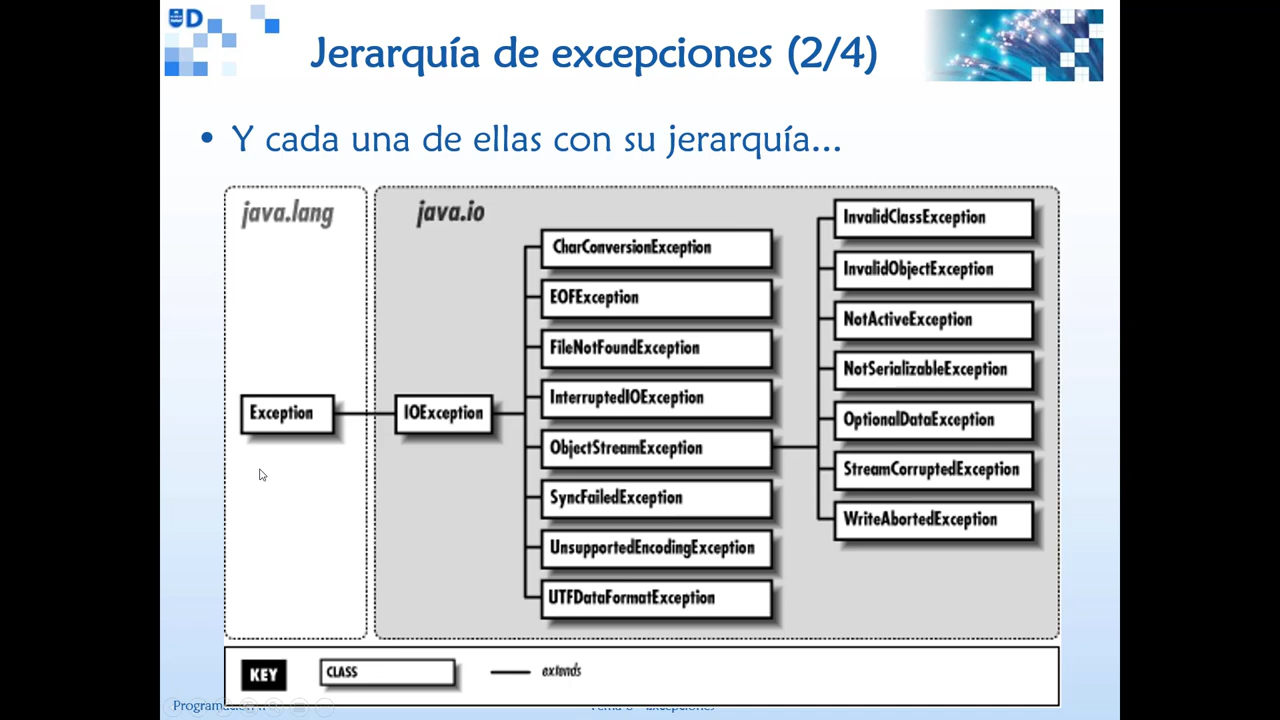 UD
Jerarquía de excepciones (2/4)
• Y cada una de ellas con su jerarquía...
java.lang
java.io
Exception
IOException
CharConversionException
EOFException
FileNotFoundException
InterruptedIOException
ObjectStreamException
SyncFailedException
UnsupportedEncodingException
UTFDataFormatException
InvalidClassException
InvalidObjectException
NotActiveException
NotSerializableException
OptionalDataException
StreamCorruptedException
WriteAbortedException
KEY
CLASS
extends